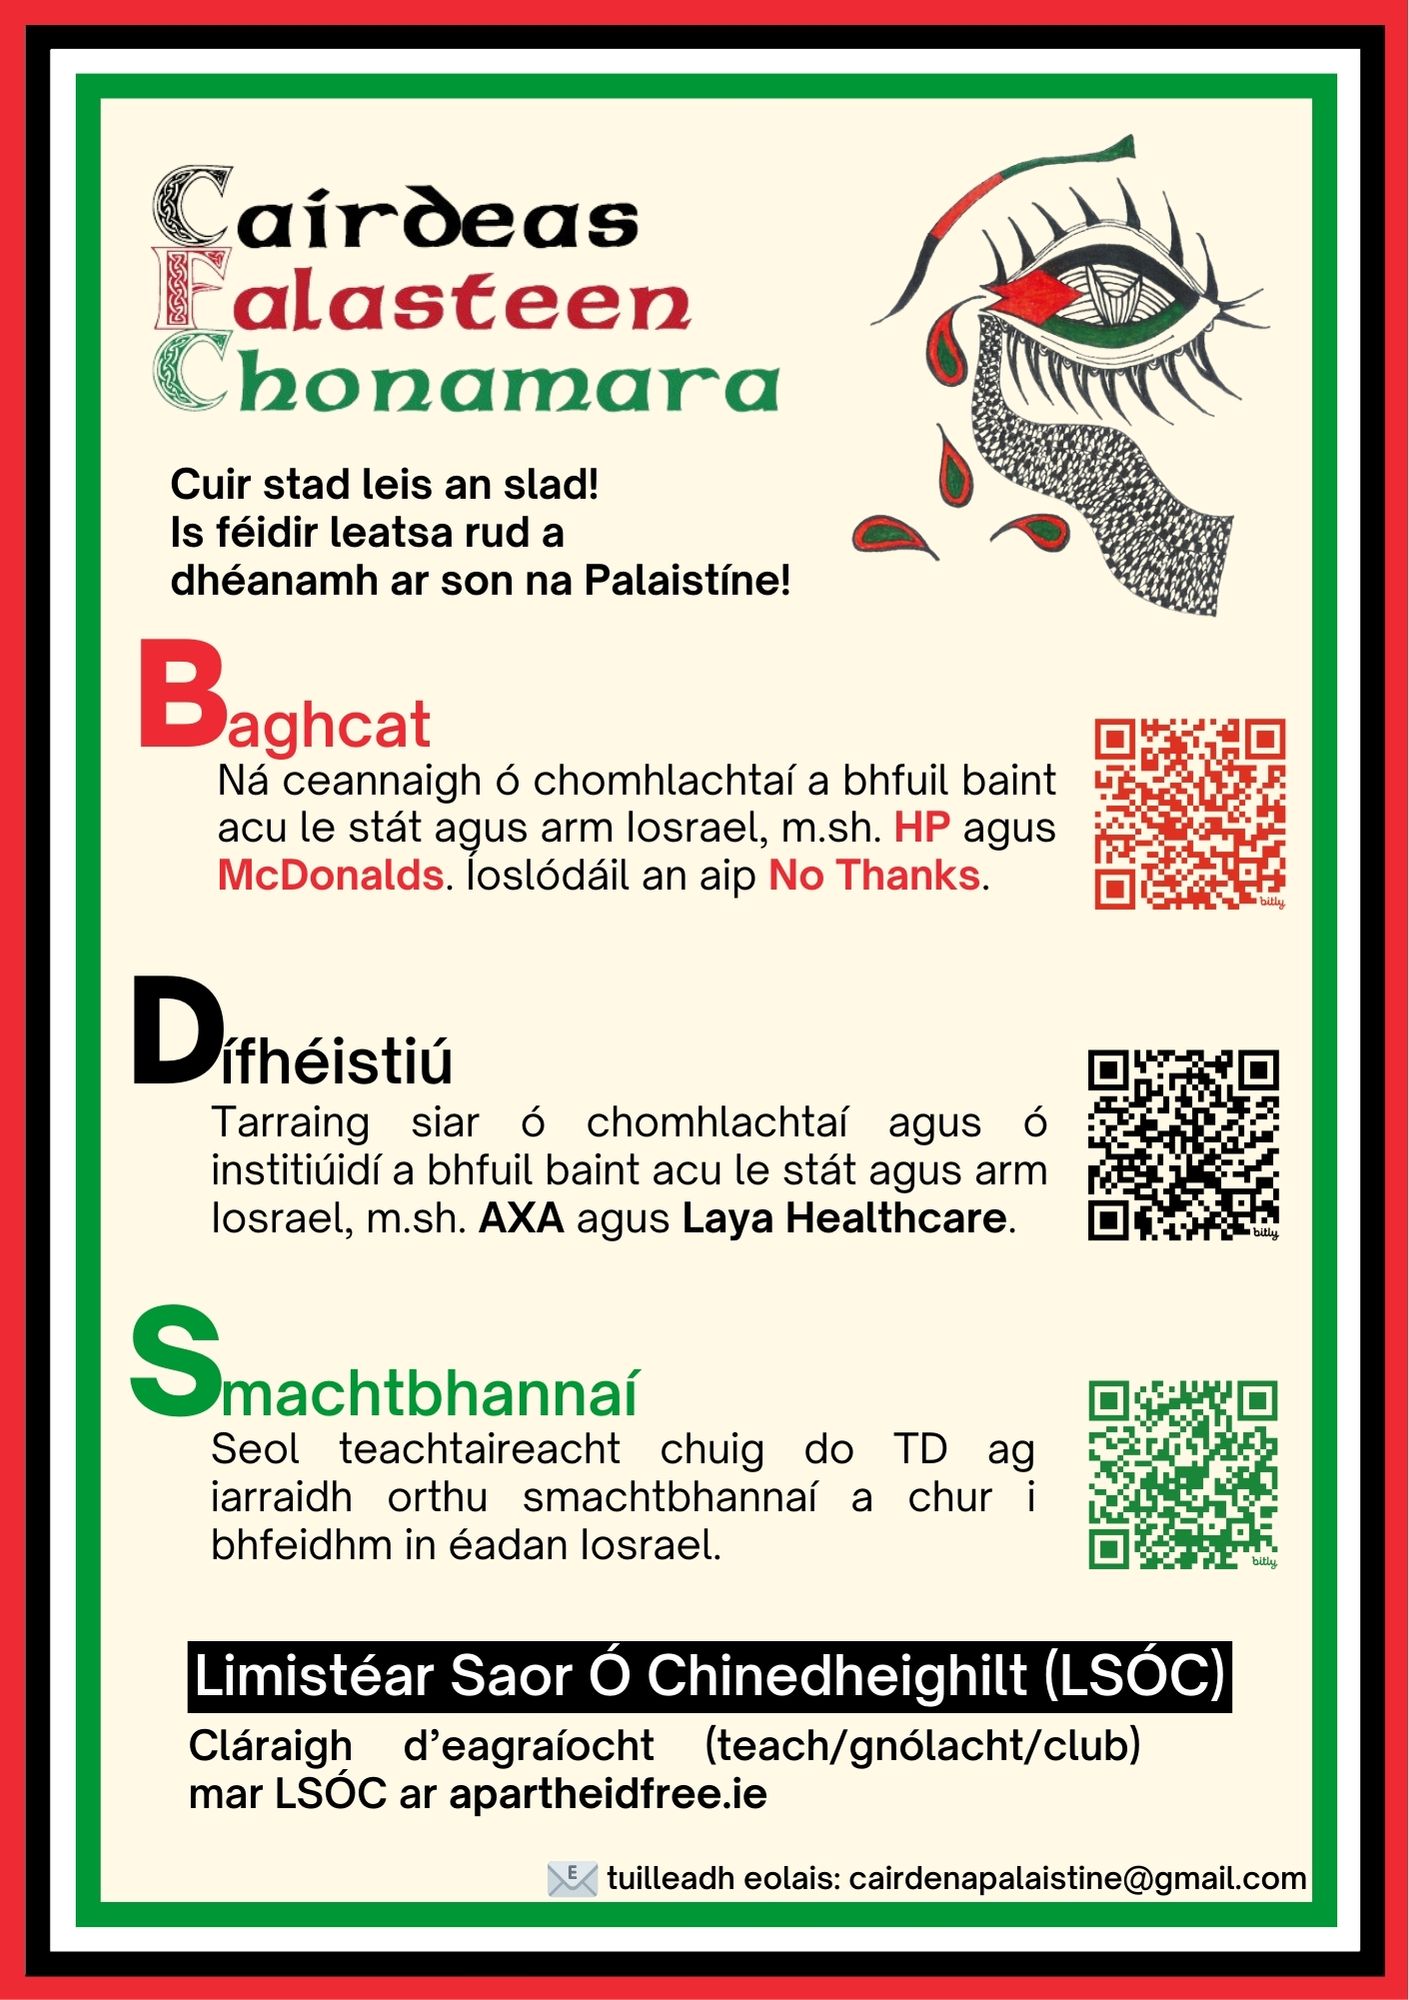 Cairdeas
Falasteen
Chonamara
Cuir stad leis an slad!
Is féidir leatsa rud a
dhéanamh ar son na Palaistíne!
Baghcat
Ná ceannaigh ó chomhlachtaí a bhfuil baint
acu le stát agus arm Iosrael, m.sh. HP agus
McDonalds. Íoslódáil an aip No Thanks.
bitly
Dífhéistiú
Tarraing siar ó chomhlachtaí agus ó
institiúidí a bhfuil baint acu le stát agus arm
Iosrael, m.sh. AXA agus Laya Healthcare.
bitly
Smachtbhannaí
Seol teachtaireacht chuig do TD ag
iarraidh orthu smachtbhannaí a chur i
bhfeidhm in éadan Iosrael.
bitly
Limistéar Saor Ó Chinedheighilt (LSÓC)
Cláraigh d’eagraíocht (teach/gnólacht/club)
mar LSÓC ar apartheidfree.ie
E tuilleadh eolais: cairdenapalaistine@gmail.com